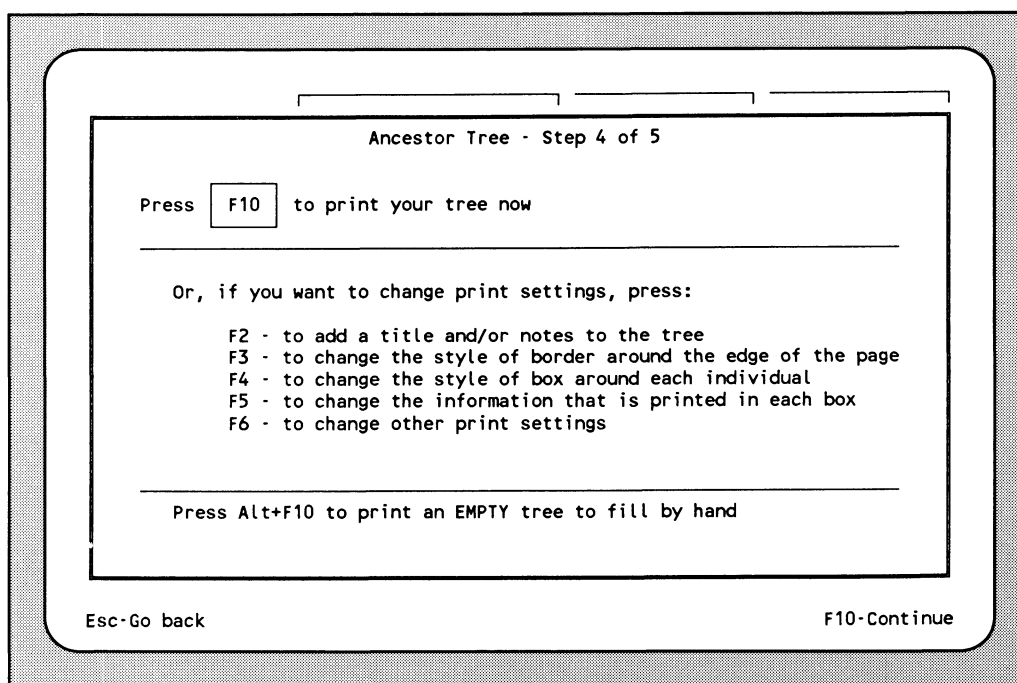 Ancestor Tree - Step 4 of 5
Press F10 to print your tree now
Or, if you want to change print settings, press:
F2 - to add a title and/or notes to the tree
F3 - to change the style of border around the edge of the page
F4 - to change the style of box around each individual
F5 - to change the information that is printed in each box
F6 - to change other print settings
Press Alt+F10 to print an EMPTY tree to fill by hand
Esc-Go back F10-Continue